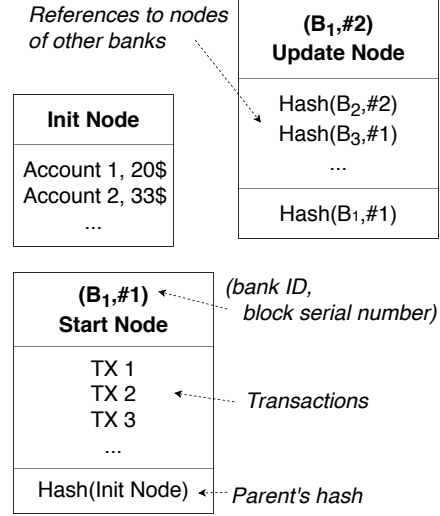 References to nodes
of other banks
(B₁,#2)
Update Node
Hash(B₂,#2)
Hash(B₃,#1)
...
Hash(B₁,#1)
Init Node
Account 1, 20$
Account 2, 33$
...
(B₁,#1)
Start Node
(bank ID,
block serial number)
TX 1
TX 2
TX 3
...
Transactions
Hash(Init Node)
Parent's hash